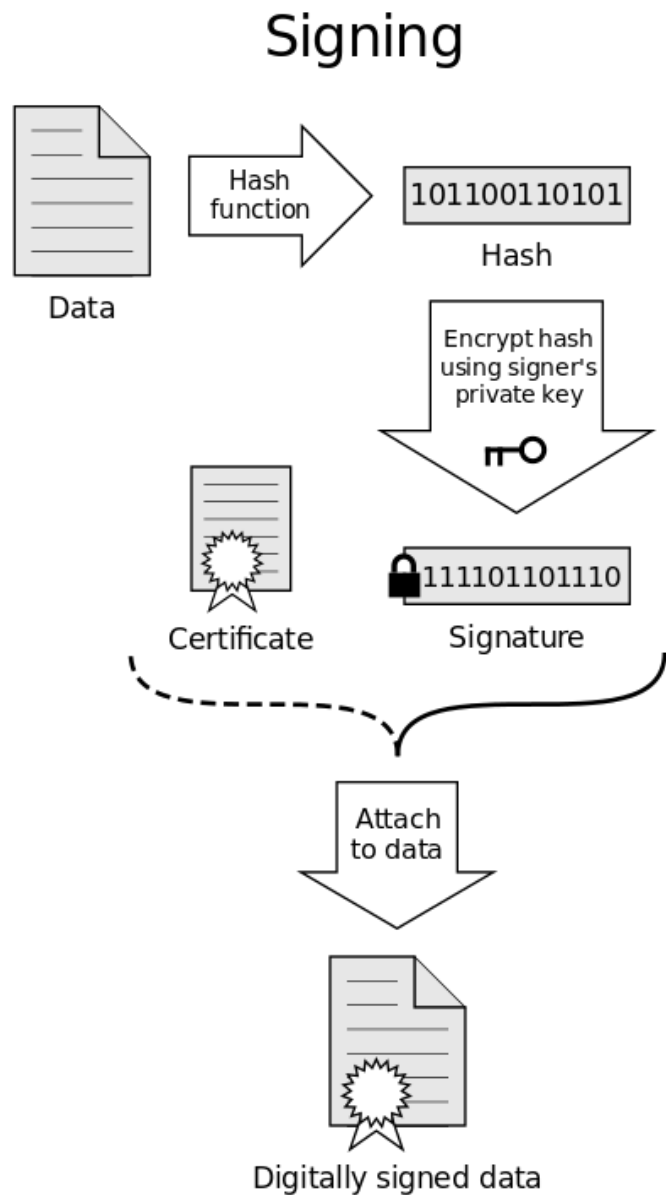 Signing
Hash
function
101100110101
Hash
Data
Encrypt hash
using signer's
private key
111101101110
Certificate
Signature
Attach
to data
Digitally signed data